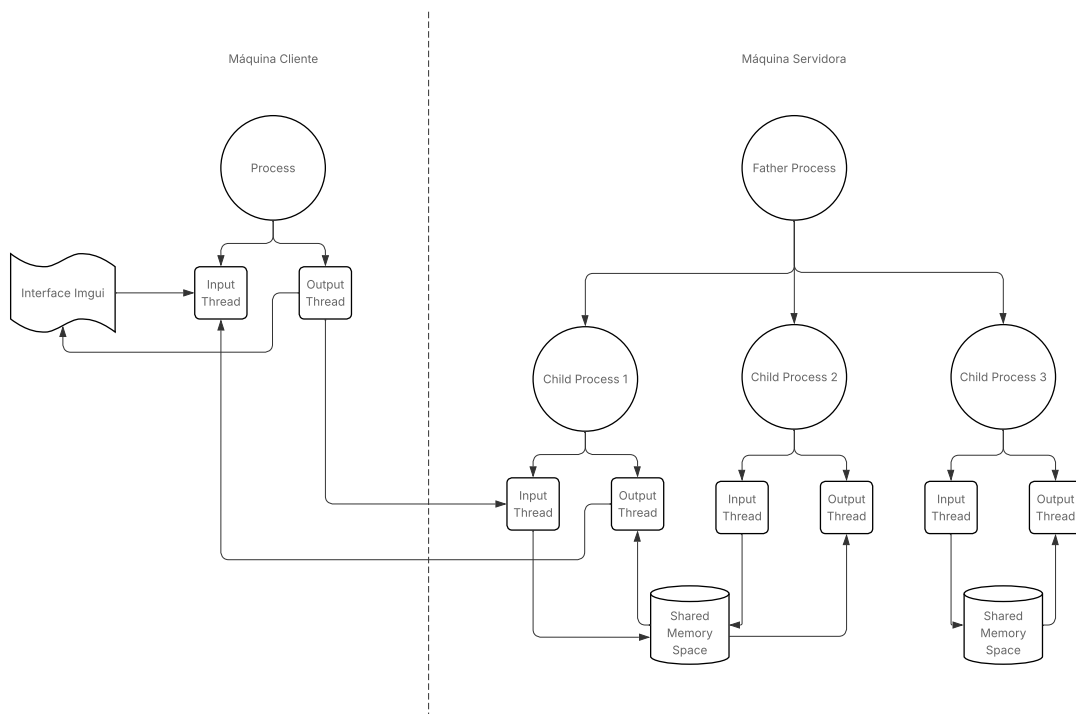 Máquina Cliente
Máquina Servidora
Process
Father Process
Interface Imgui
Input
Thread
Output
Thread
Child Process 1
Child Process 2
Child Process 3
Input
Thread
Output
Thread
Input
Thread
Output
Thread
Input
Thread
Output
Thread
Shared
Memory
Space
Shared
Memory
Space